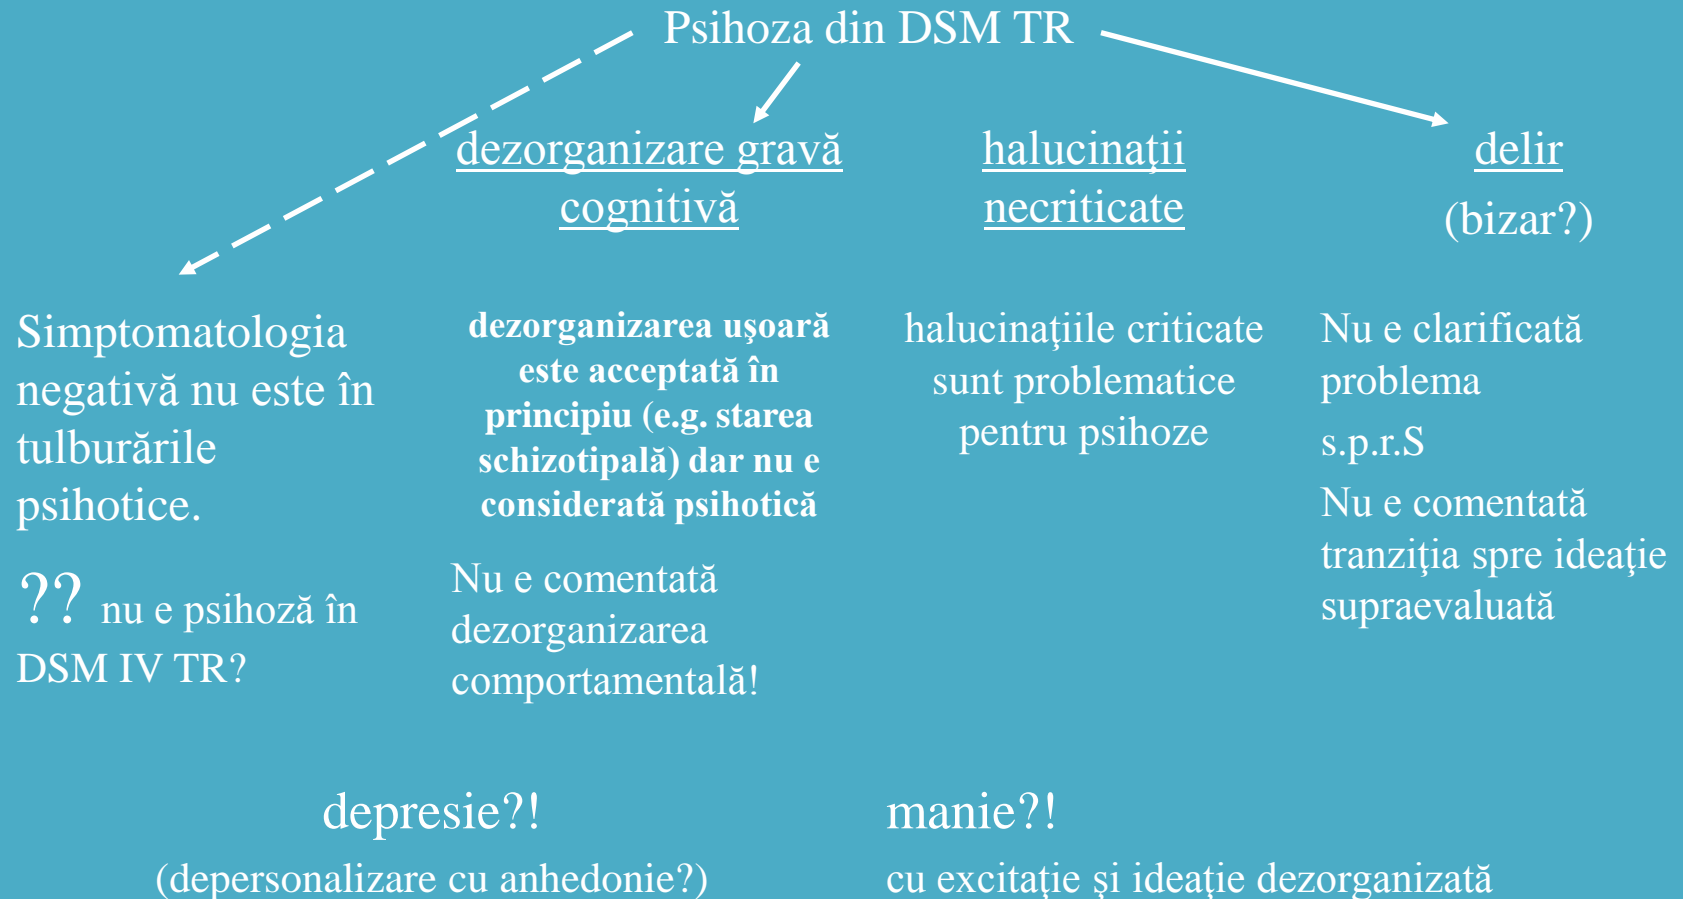 Psihoza din DSM TR
dezorganizare gravă
cognitivă
halucinaţii
necriticate
delir
(bizar?)
Simptomatologia
negativă nu este în
tulburările
psihotice.
?? nu e psihoză în
DSM IV TR?
dezorganizarea uşoară
este acceptată în
principiu (e.g. starea
schizotipală) dar nu e
considerată psihotică
Nu e comentată
dezorganizarea
comportamentală!
halucinaţiile criticate
sunt problematice
pentru psihoze
Nu e clarificată
problema
s.p.r.S
Nu e comentată
tranziţia spre ideaţie
supraevaluată
depresie?!
(depersonalizare cu anhedonie?)
manie?!
cu excitaţie şi ideaţie dezorganizată